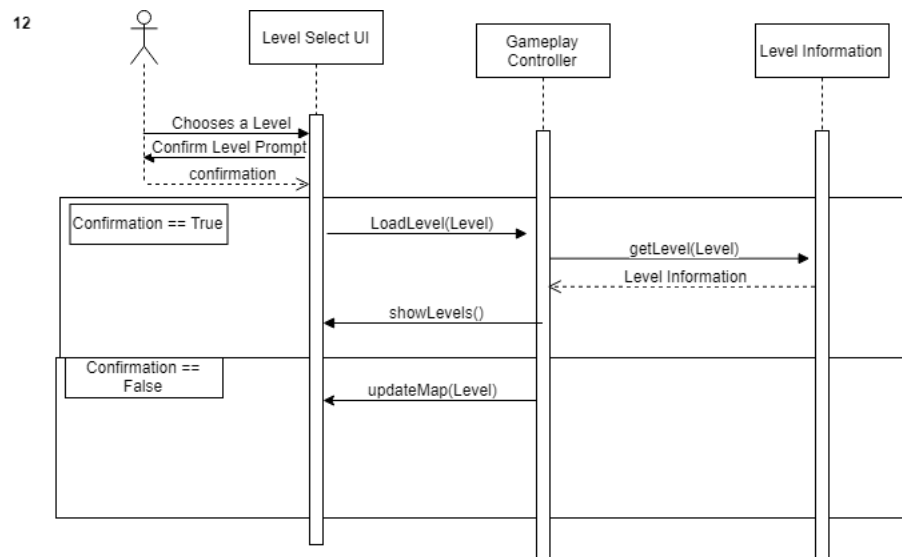 12
Level Select UI
Gameplay
Controller
Level Information
Chooses a Level
Confirm Level Prompt
confirmation
Confirmation == True
LoadLevel(Level)
getLevel(Level)
Level Information
showLevels()
Confirmation ==
False
updateMap(Level)